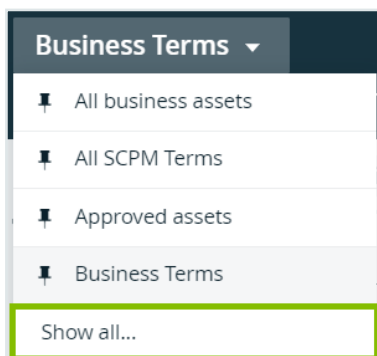 Business Terms
All business assets
All SCPM Terms
Approved assets
Business Terms
Show all...